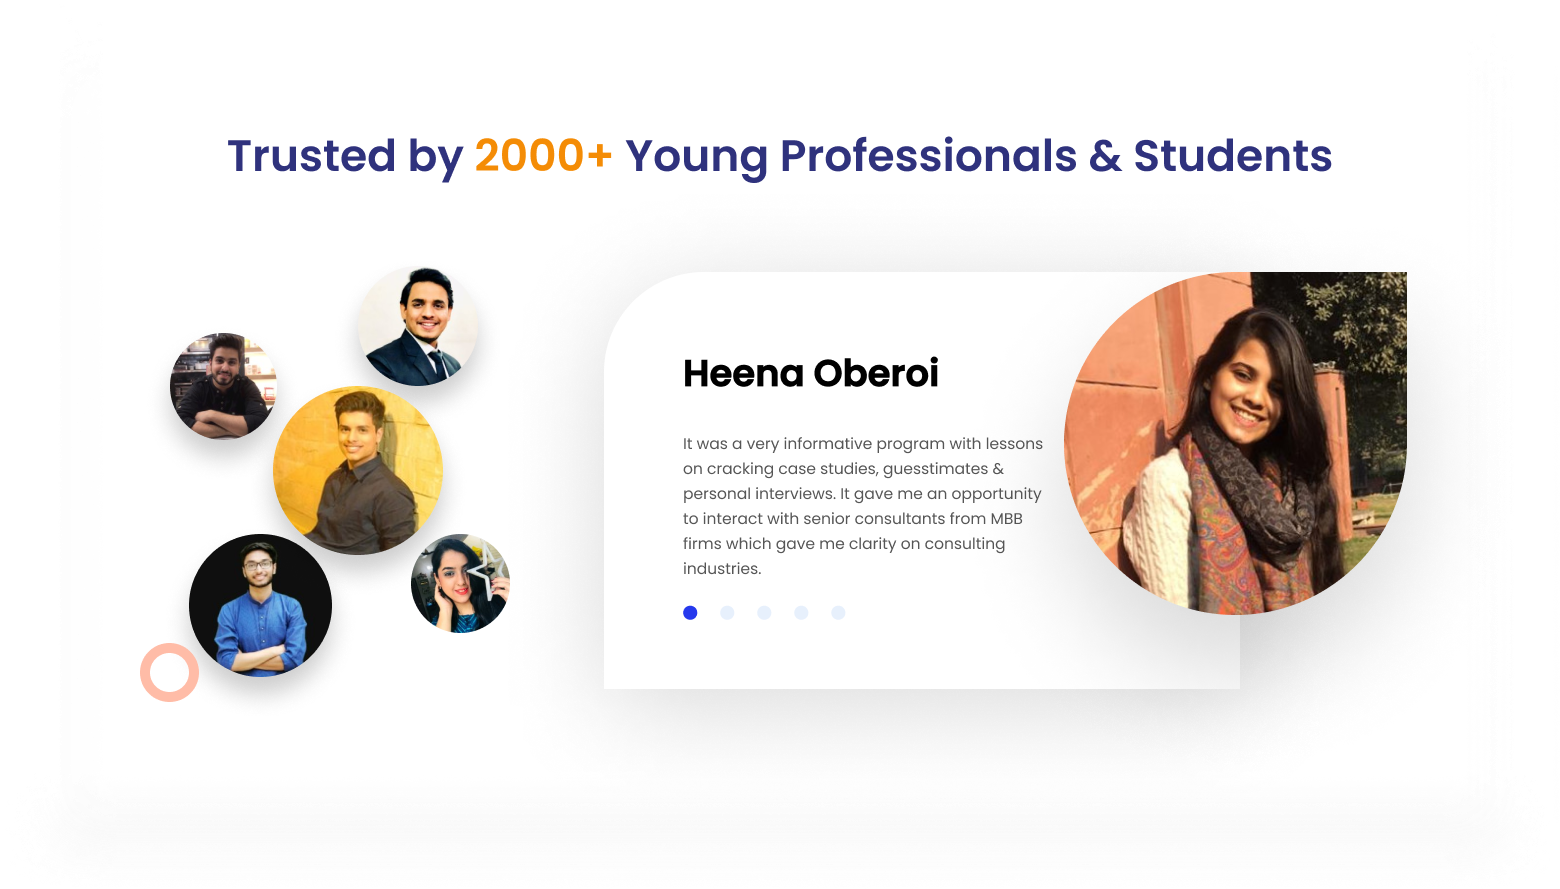 Trusted by 2000+ Young Professionals & Students
Heena Oberoi
It was a very informative program with lessons
on cracking case studies, guesstimates &
personal interviews. It gave me an opportunity
to interact with senior consultants from MBB
firms which gave me clarity on consulting
industries.